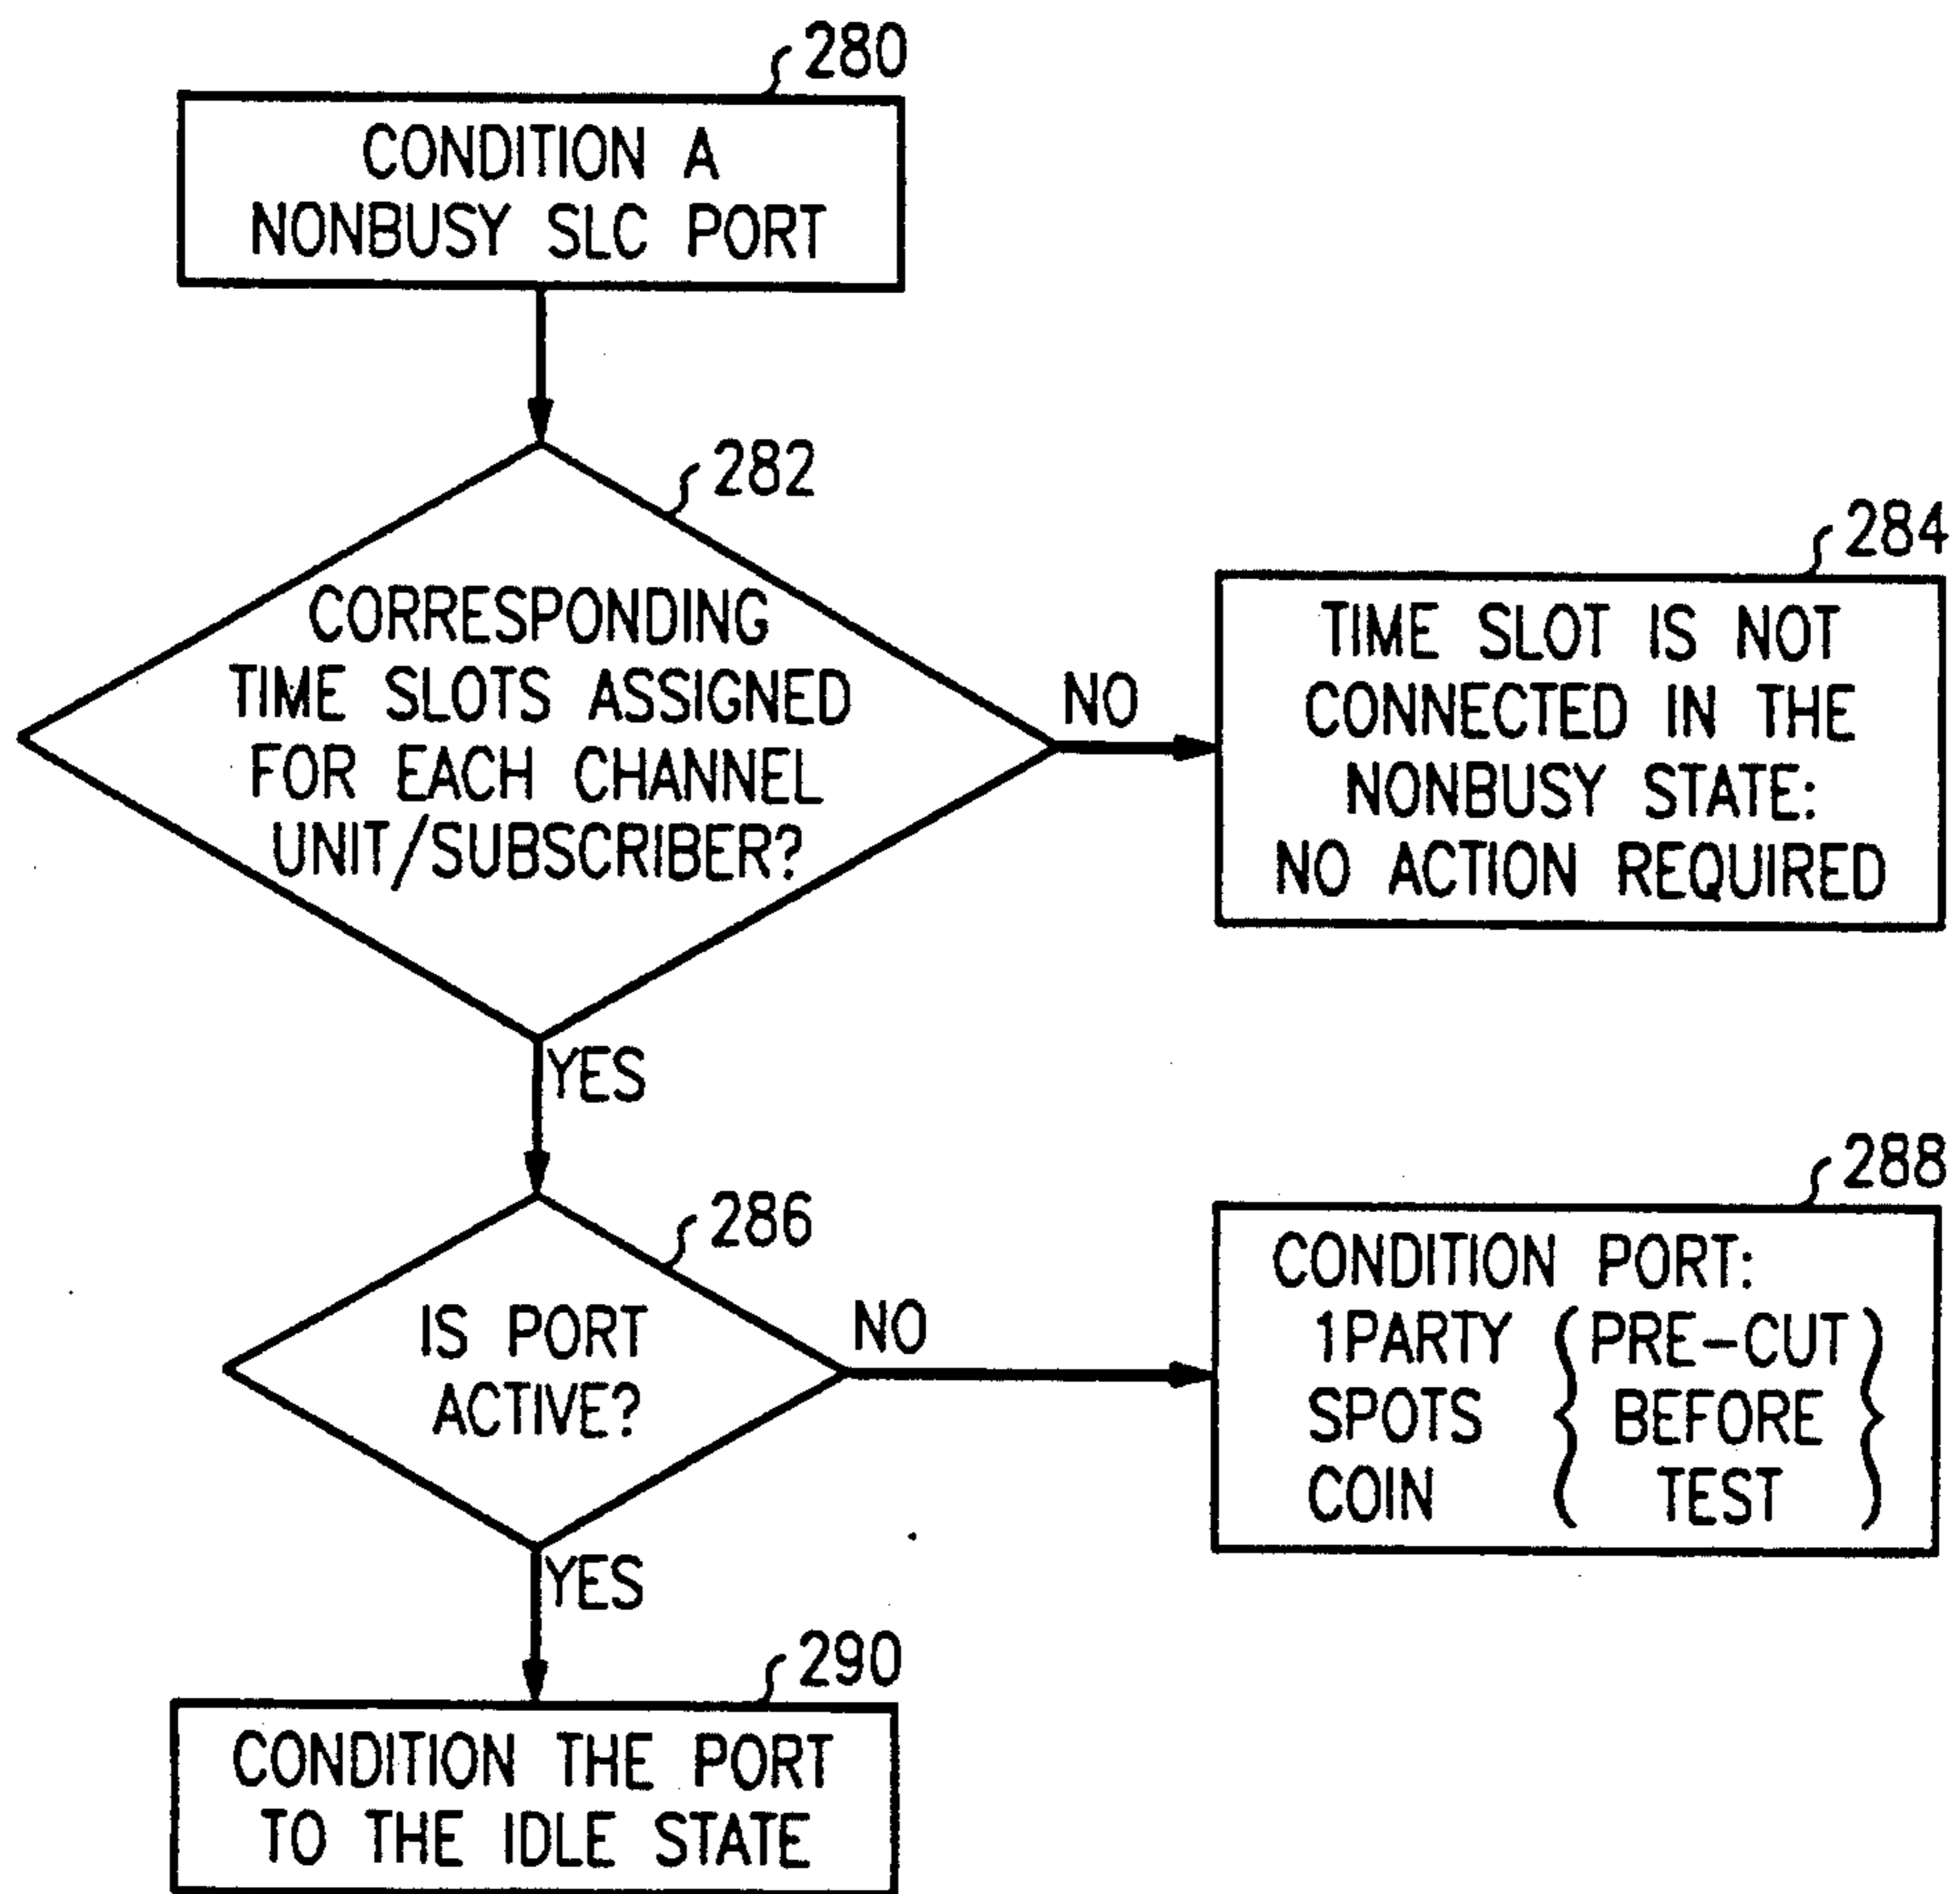 280
CONDITION A
NONBUSY SLC PORT
282
CORRESPONDING
TIME SLOTS ASSIGNED
FOR EACH CHANNEL
UNIT/SUBSCRIBER?
NO
284
TIME SLOT IS NOT
CONNECTED IN THE
NONBUSY STATE:
NO ACTION REQUIRED
YES
286
IS PORT
ACTIVE?
NO
288
CONDITION PORT:
1PARTY { PRE-CUT }
SPOTS { BEFORE }
COIN { TEST }
YES
290
CONDITION THE PORT
TO THE IDLE STATE